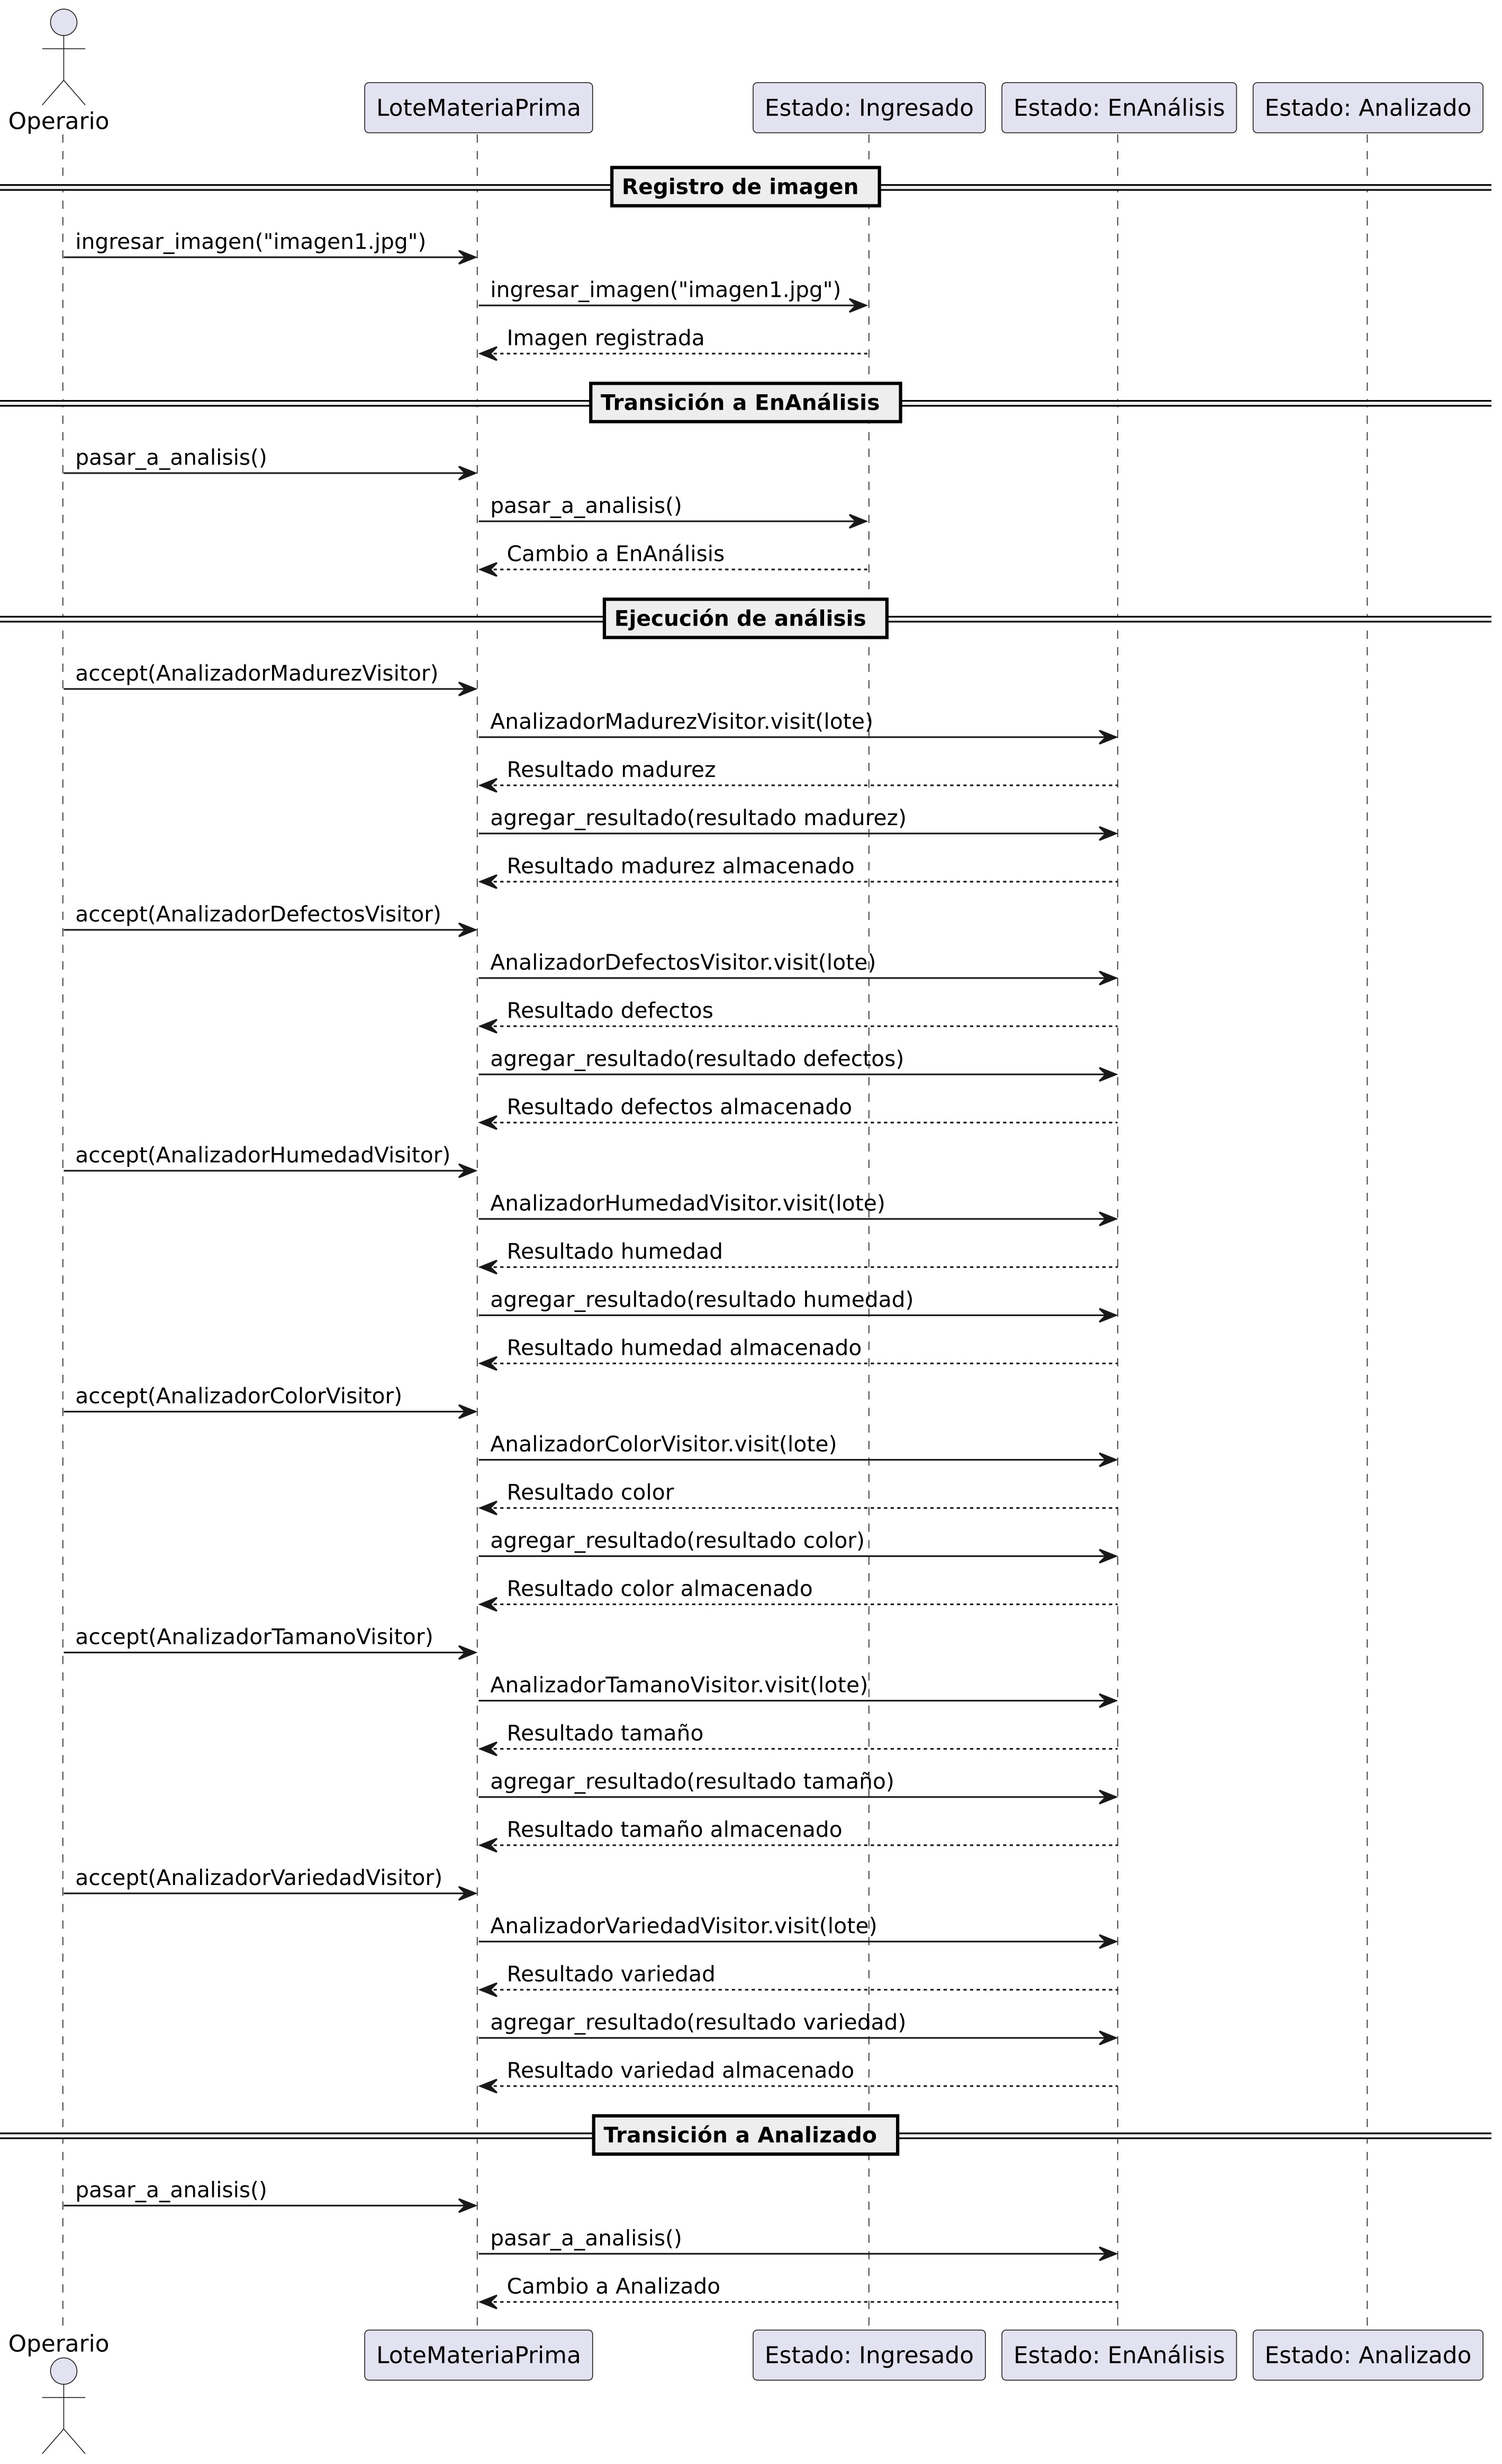 Operario
LoteMateriaPrima
Estado: Ingresado
Estado: EnAnálisis
Estado: Analizado
Registro de imagen
ingresar_imagen("imagen1.jpg")
ingresar_imagen("imagen1.jpg")
Imagen registrada
Transición a EnAnálisis
pasar_a_analisis()
pasar_a_analisis()
Cambio a EnAnálisis
Ejecución de análisis
accept(AnalizadorMadurezVisitor)
AnalizadorMadurezVisitor.visit(lote)
Resultado madurez
agregar_resultado(resultado madurez)
Resultado madurez almacenado
accept(AnalizadorDefectosVisitor)
AnalizadorDefectosVisitor.visit(lote)
Resultado defectos
agregar_resultado(resultado defectos)
Resultado defectos almacenado
accept(AnalizadorHumedadVisitor)
AnalizadorHumedadVisitor.visit(lote)
Resultado humedad
agregar_resultado(resultado humedad)
Resultado humedad almacenado
accept(AnalizadorColorVisitor)
AnalizadorColorVisitor.visit(lote)
Resultado color
agregar_resultado(resultado color)
Resultado color almacenado
accept(AnalizadorTamanoVisitor)
AnalizadorTamanoVisitor.visit(lote)
Resultado tamaño
agregar_resultado(resultado tamaño)
Resultado tamaño almacenado
accept(AnalizadorVariedadVisitor)
AnalizadorVariedadVisitor.visit(lote)
Resultado variedad
agregar_resultado(resultado variedad)
Resultado variedad almacenado
Transición a Analizado
pasar_a_analisis()
pasar_a_analisis()
Cambio a Analizado
Operario
LoteMateriaPrima
Estado: Ingresado
Estado: EnAnálisis
Estado: Analizado